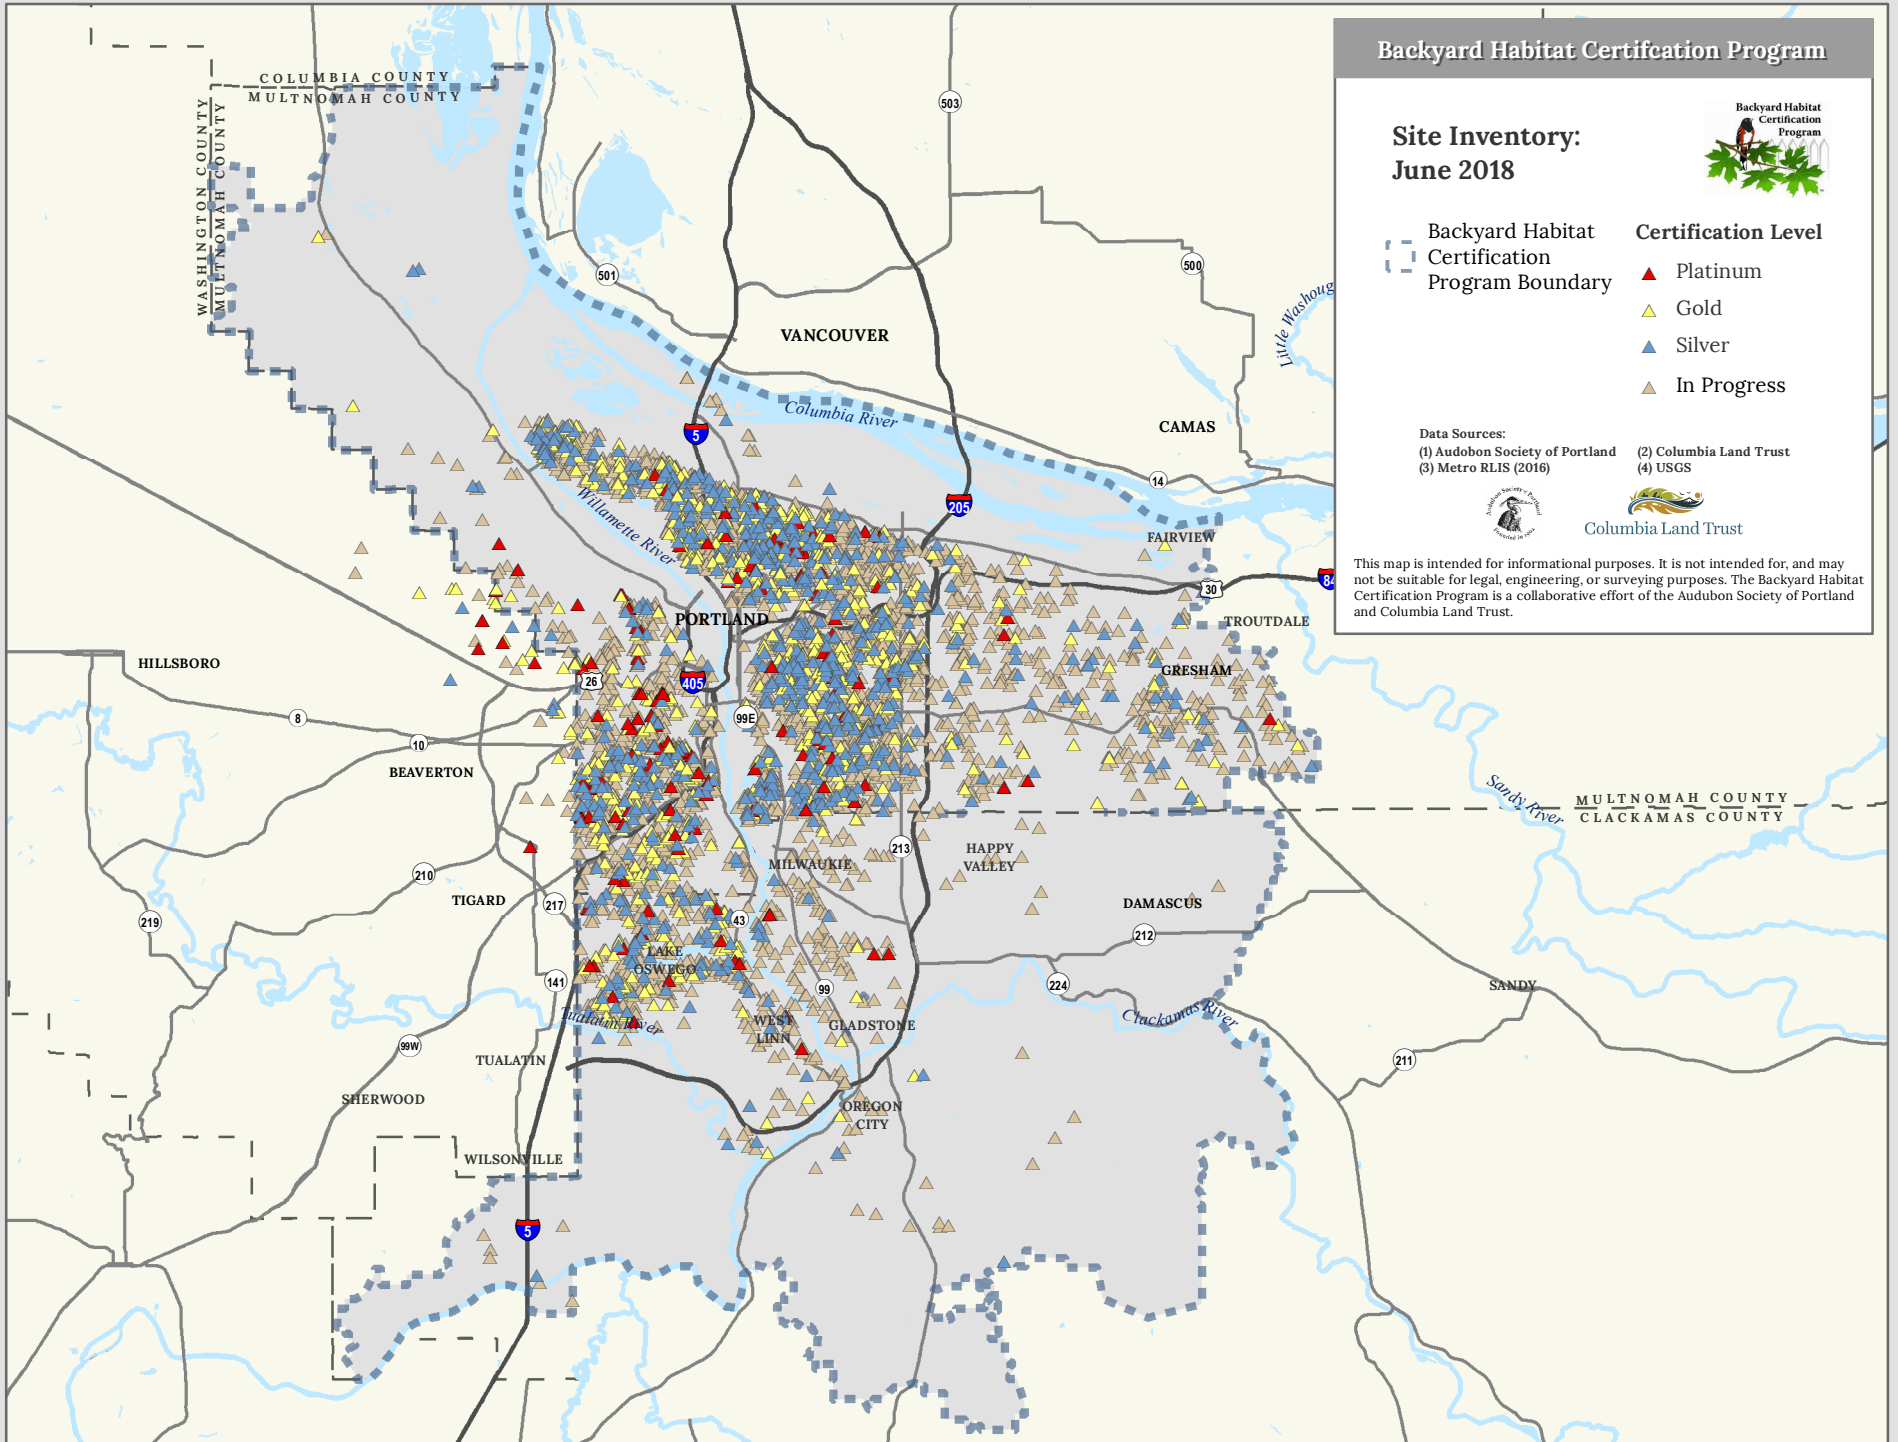 Backyard Habitat Certifcation Program
Site Inventory:
June 2018
Backyard Habitat
Certification
Program
Backyard Habitat
Certification
Program Boundary
Certification Level
Platinum
Gold
Silver
In Progress
Data Sources:
(1) Audobon Society of Portland
(2) Columbia Land Trust
(3) Metro RLIS (2016)
(4) USGS
Audubon Society of Portland
Founded in 1902
Columbia Land Trust
This map is intended for informational purposes. It is not intended for, and may
not be suitable for legal, engineering, or surveying purposes. The Backyard Habitat
Certification Program is a collaborative effort of the Audubon Society of Portland
and Columbia Land Trust.
COLUMBIA COUNTY
MULTNOMAH COUNTY
WASHINGTON COUNTY
MULTNOMAH COUNTY
503
501
500
Little Washoug
VANCOUVER
Columbia River
CAMAS
5
14
205
Willamette River
FAIRVIEW
84
30
PORTLAND
TROUTDALE
HILLSBORO
26
405
GRESHAM
8
99E
10
BEAVERTON
Sandy River
MULTNOMAH COUNTY
CLACKAMAS COUNTY
213
HAPPY
VALLEY
MILWAUKIE
210
TIGARD
217
219
43
DAMASCUS
212
LAKE
OSWEGO
141
99
224
SANDY
Tualatin River
WEST
LINN
GLADSTONE
Clackamas River
99W
TUALATIN
211
SHERWOOD
OREGON
CITY
WILSONVILLE
5